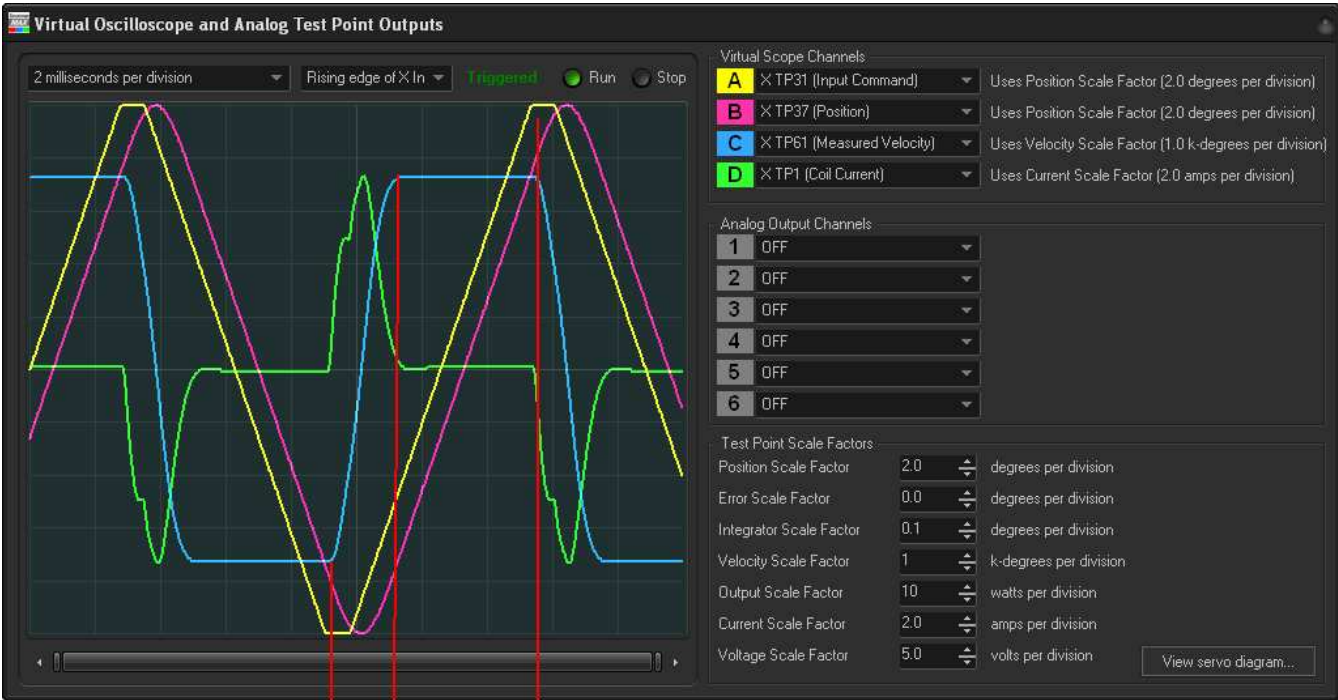 Virtual Oscilloscope and Analog Test Point Outputs
2 milliseconds per division
Rising edge of X In
Triggered
Run
Stop
Virtual Scope Channels
A X TP31 (Input Command) Uses Position Scale Factor (2.0 degrees per division)
B X TP37 (Position) Uses Position Scale Factor (2.0 degrees per division)
C X TP61 (Measured Velocity) Uses Velocity Scale Factor (1.0 k-degrees per division)
D X TP1 (Coil Current) Uses Current Scale Factor (2.0 amps per division)
Analog Output Channels
1 OFF
2 OFF
3 OFF
4 OFF
5 OFF
6 OFF
Test Point Scale Factors
Position Scale Factor 2.0 degrees per division
Error Scale Factor 0.0 degrees per division
Integrator Scale Factor 0.1 degrees per division
Velocity Scale Factor 1 k-degrees per division
Output Scale Factor 10 watts per division
Current Scale Factor 2.0 amps per division
Voltage Scale Factor 5.0 volts per division
View servo diagram...